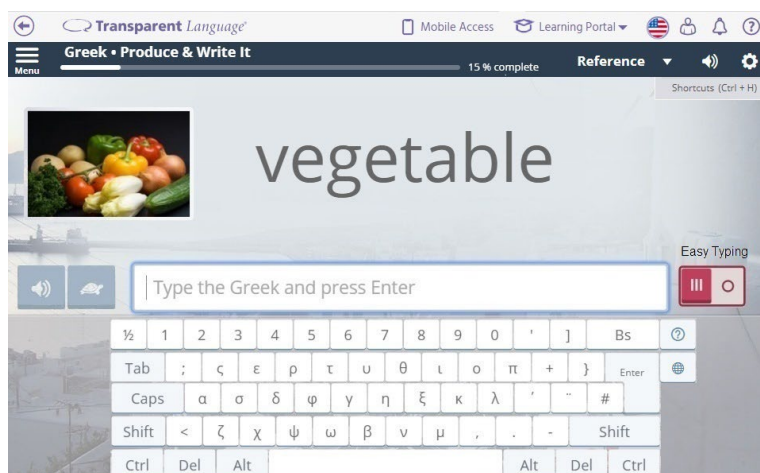 Transparent Language® Mobile Access Learning Portal
Greek • Produce & Write It
Menu 15 % complete Reference
Shortcuts (Ctrl + H)
vegetable
Easy Typing
Type the Greek and press Enter
½ 1 2 3 4 5 6 7 8 9 0 ' ] Bs
Tab ; ς ε ρ τ υ θ ι ο π + } Enter
Caps α σ δ φ γ η ξ κ λ ΄ ¨ #
Shift < ζ χ ψ ω β ν μ , . - Shift
Ctrl Del Alt Alt Del Ctrl